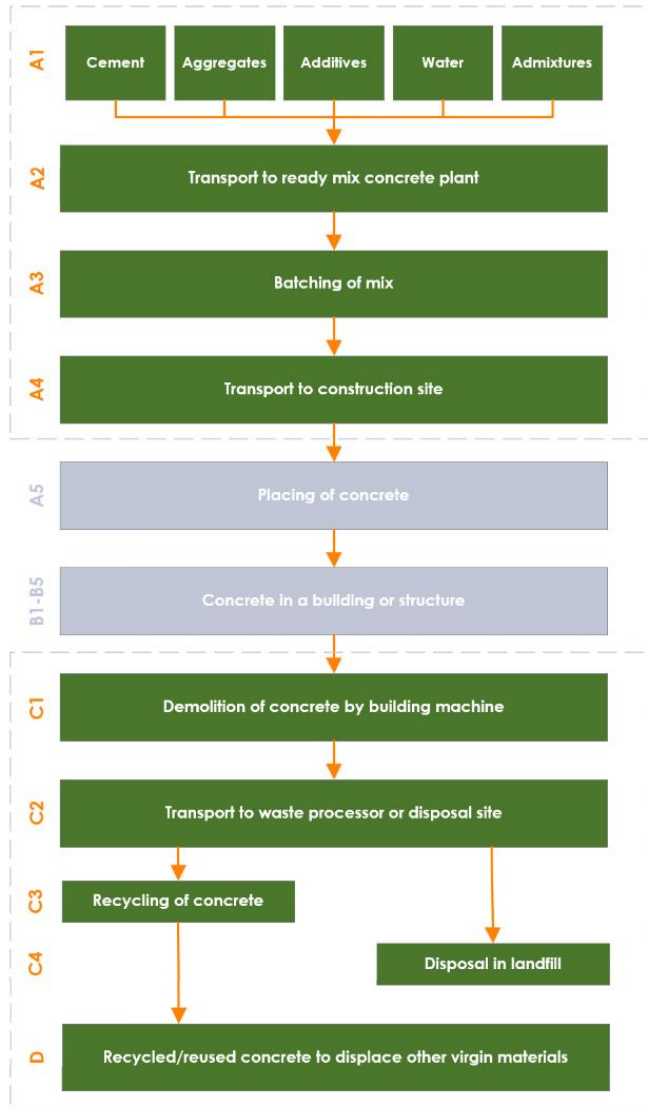 A1
Cement
Aggregates
Additives
Water
Admixtures
A2
Transport to ready mix concrete plant
A3
Batching of mix
A4
Transport to construction site
A5
Placing of concrete
B1-B5
Concrete in a building or structure
C1
Demolition of concrete by building machine
C2
Transport to waste processor or disposal site
C3
Recycling of concrete
C4
Disposal in landfill
D
Recycled/reused concrete to displace other virgin materials